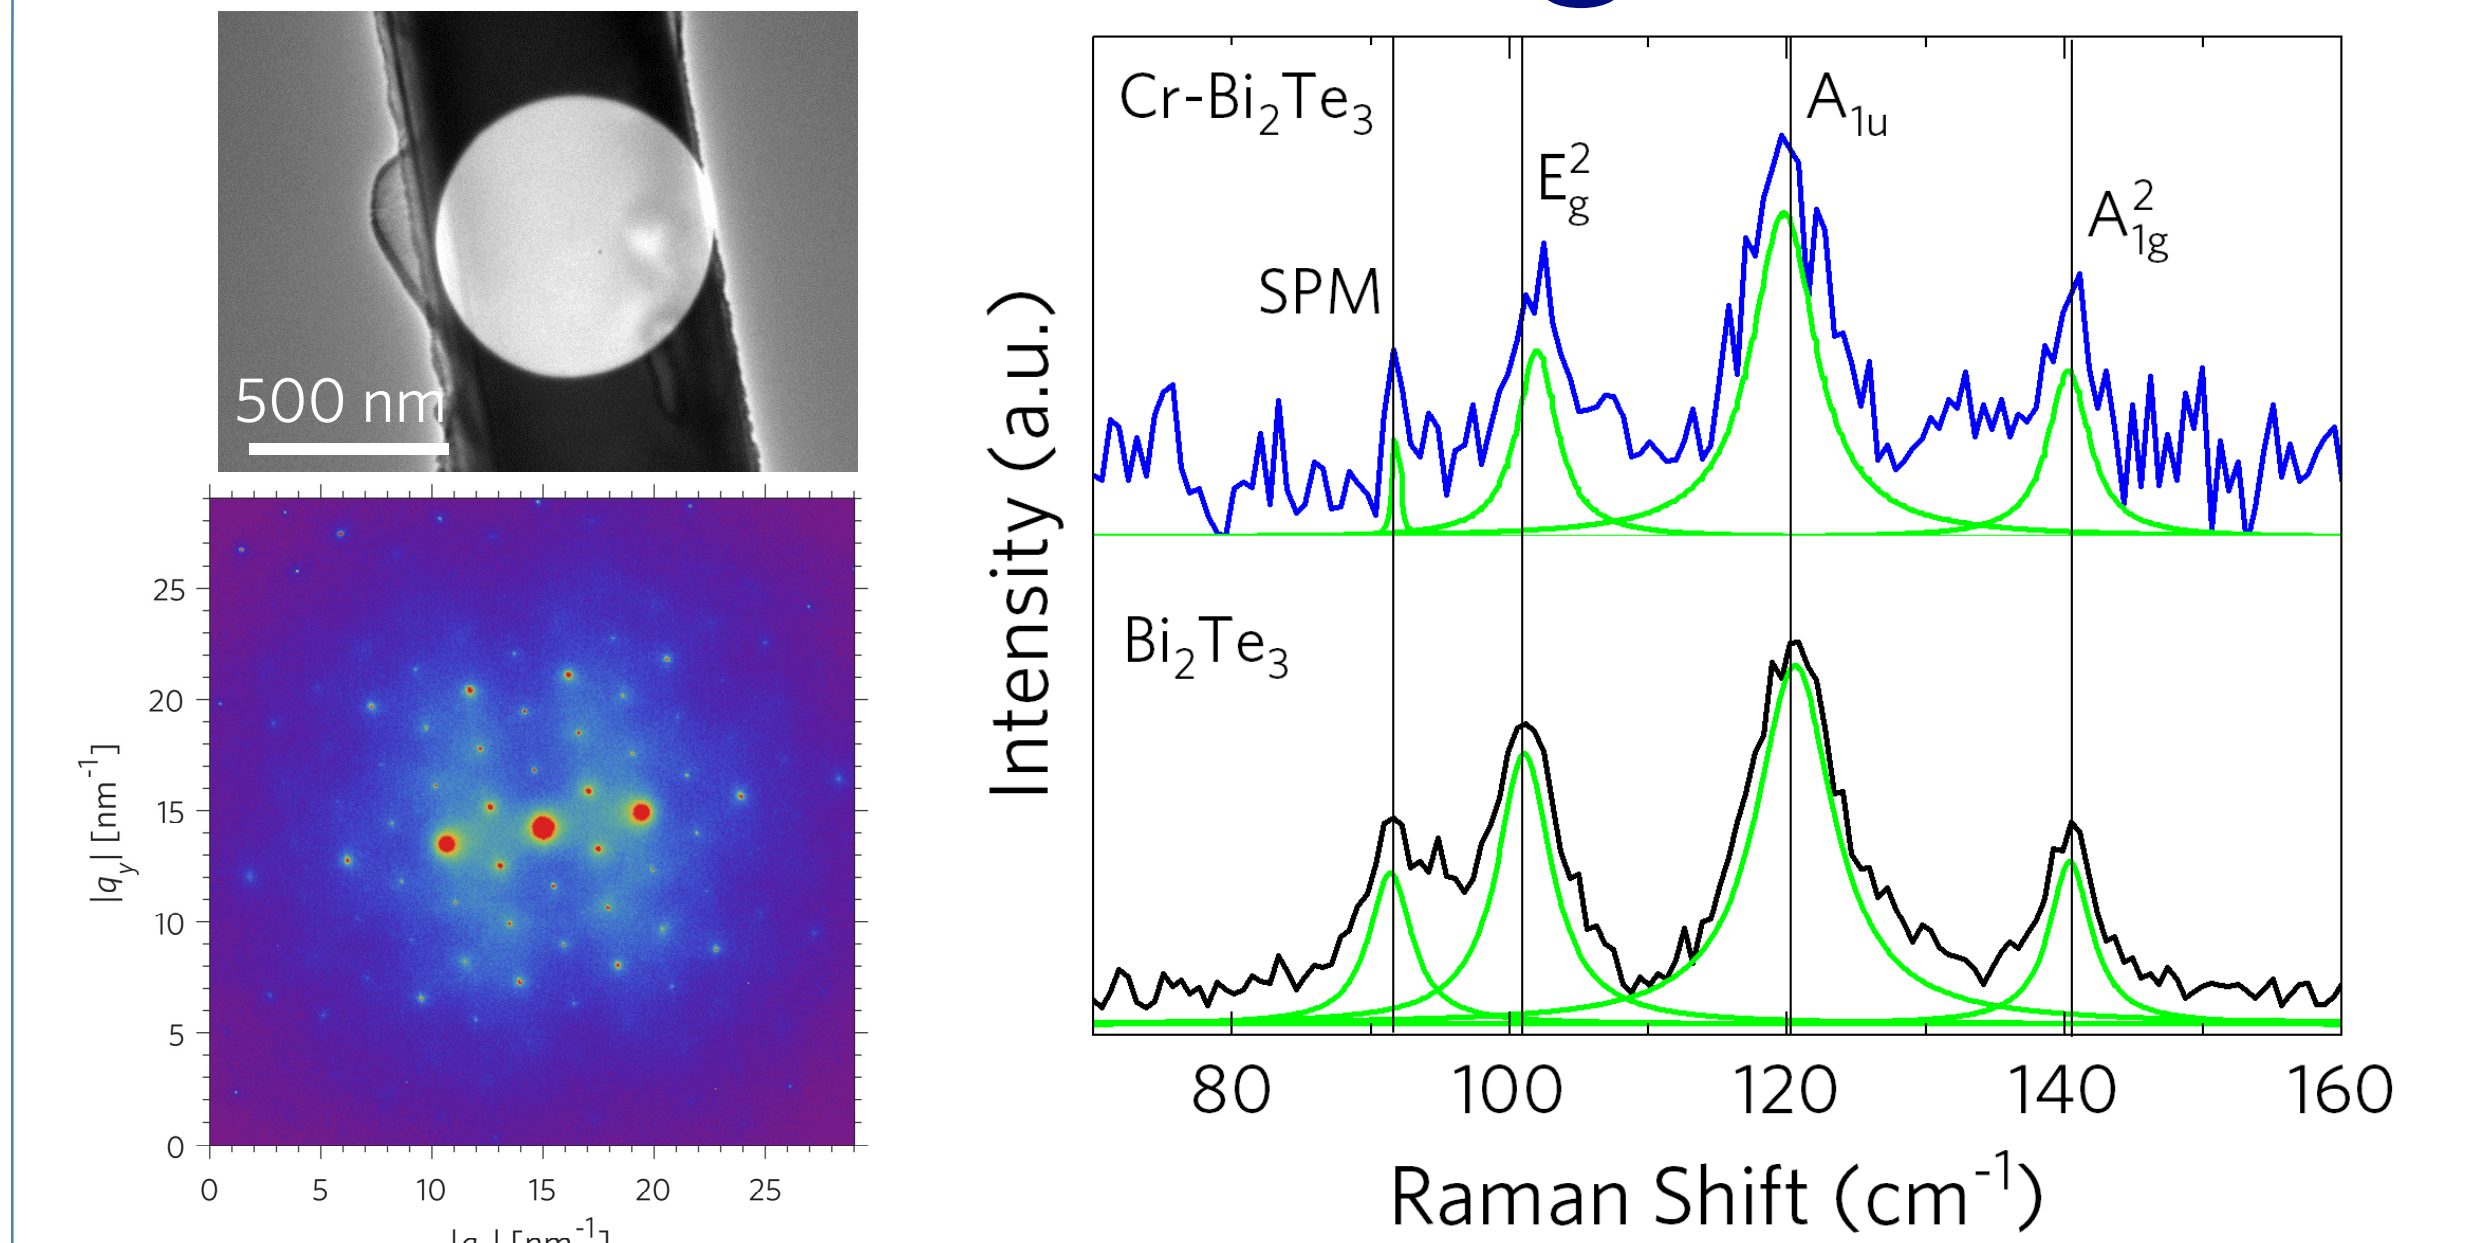 500 nm
25
20
15
10
5
0
|q_y| [nm⁻¹]
0 5 10 15 20 25
Cr-Bi₂Te₃
SPM
E²g
A₁ᵤ
A²₁g
Bi₂Te₃
Intensity (a.u.)
80 100 120 140 160
Raman Shift (cm⁻¹)